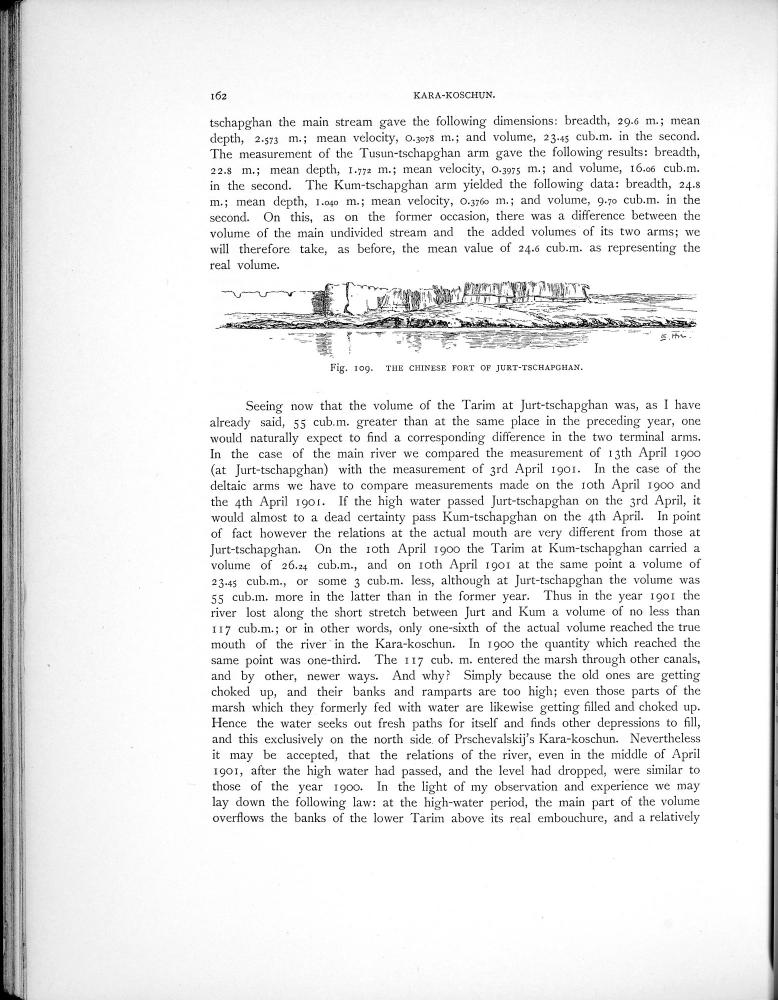 162
KARA-KOSCHUN.
tschapghan the main stream gave the following dimensions: breadth, 29.6 m.; mean
depth, 2.573 m.; mean velocity, 0.3078 m.; and volume, 23.45 cub.m. in the second.
The measurement of the Tusun-tschapghan arm gave the following results: breadth,
22.8 m.; mean depth, 1.772 m.; mean velocity, 0.3975 m.; and volume, 16.06 cub.m.
in the second. The Kum-tschapghan arm yielded the following data: breadth, 24.8
m.; mean depth, 1.040 m.; mean velocity, 0.3760 m.; and volume, 9.70 cub.m. in the
second. On this, as on the former occasion, there was a difference between the
volume of the main undivided stream and the added volumes of its two arms; we
will therefore take, as before, the mean value of 24.6 cub.m. as representing the
real volume.
Fig. 109. THE CHINESE FORT OF JURT-TSCHAPGHAN.
Seeing now that the volume of the Tarim at Jurt-tschapghan was, as I have
already said, 55 cub.m. greater than at the same place in the preceding year, one
would naturally expect to find a corresponding difference in the two terminal arms.
In the case of the main river we compared the measurement of 13th April 1900
(at Jurt-tschapghan) with the measurement of 3rd April 1901. In the case of the
deltaic arms we have to compare measurements made on the 10th April 1900 and
the 4th April 1901. If the high water passed Jurt-tschapghan on the 3rd April, it
would almost to a dead certainty pass Kum-tschapghan on the 4th April. In point
of fact however the relations at the actual mouth are very different from those at
Jurt-tschapghan. On the 10th April 1900 the Tarim at Kum-tschapghan carried a
volume of 26.24 cub.m., and on 10th April 1901 at the same point a volume of
23.45 cub.m., or some 3 cub.m. less, although at Jurt-tschapghan the volume was
55 cub.m. more in the latter than in the former year. Thus in the year 1901 the
river lost along the short stretch between Jurt and Kum a volume of no less than
117 cub.m.; or in other words, only one-sixth of the actual volume reached the true
mouth of the river in the Kara-koschun. In 1900 the quantity which reached the
same point was one-third. The 117 cub. m. entered the marsh through other canals,
and by other, newer ways. And why? Simply because the old ones are getting
choked up, and their banks and ramparts are too high; even those parts of the
marsh which they formerly fed with water are likewise getting filled and choked up.
Hence the water seeks out fresh paths for itself and finds other depressions to fill,
and this exclusively on the north side of Prschevalskij's Kara-koschun. Nevertheless
it may be accepted, that the relations of the river, even in the middle of April
1901, after the high water had passed, and the level had dropped, were similar to
those of the year 1900. In the light of my observation and experience we may
lay down the following law: at the high-water period, the main part of the volume
overflows the banks of the lower Tarim above its real embouchure, and a relatively